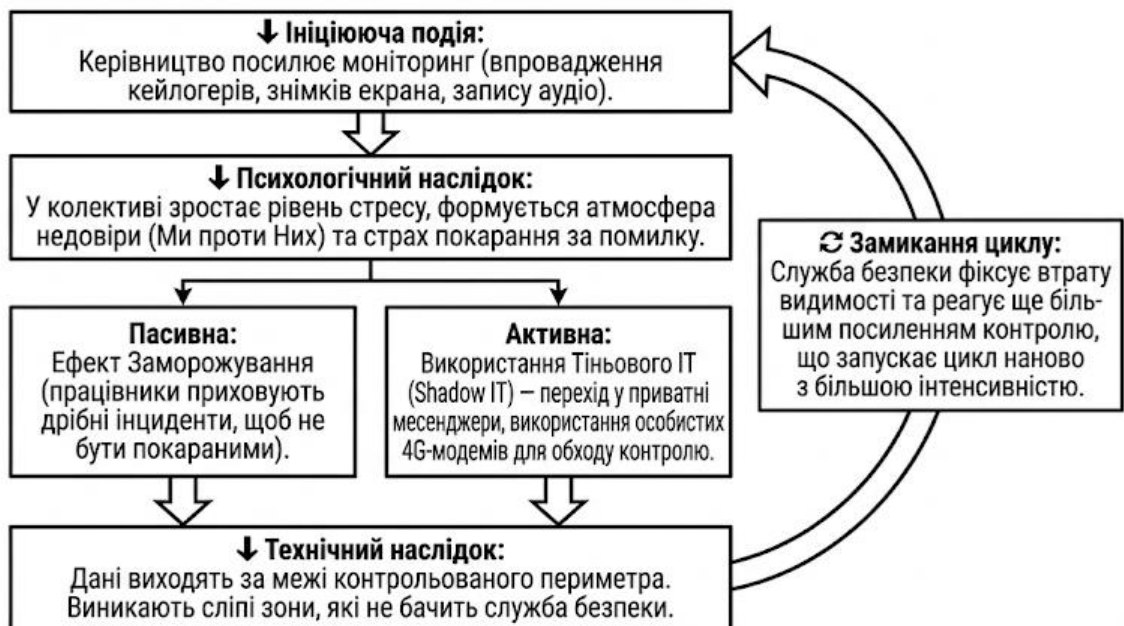 ↓ Ініціююча подія:
Керівництво посилює моніторинг (впровадження
кейлогерів, знімків екрана, запису аудіо).
↓ Психологічний наслідок:
У колективі зростає рівень стресу, формується атмосфера
недовіри (Ми проти Них) та страх покарання за помилку.
Пасивна:
Ефект Заморожування
(працівники приховують
дрібні інциденти, щоб не
бути покараними).
Активна:
Використання Тіньового ІТ
(Shadow IT) – перехід у приватні
месенджери, використання особистих
4G-модемів для обходу контролю.
↓ Технічний наслідок:
Дані виходять за межі контрольованого периметра.
Виникають сліпі зони, які не бачить служба безпеки.
Замикання циклу:
Служба безпеки фіксує втрату
видимості та реагує ще біль-
шим посиленням контролю,
що запускає цикл наново
з більшою інтенсивністю.